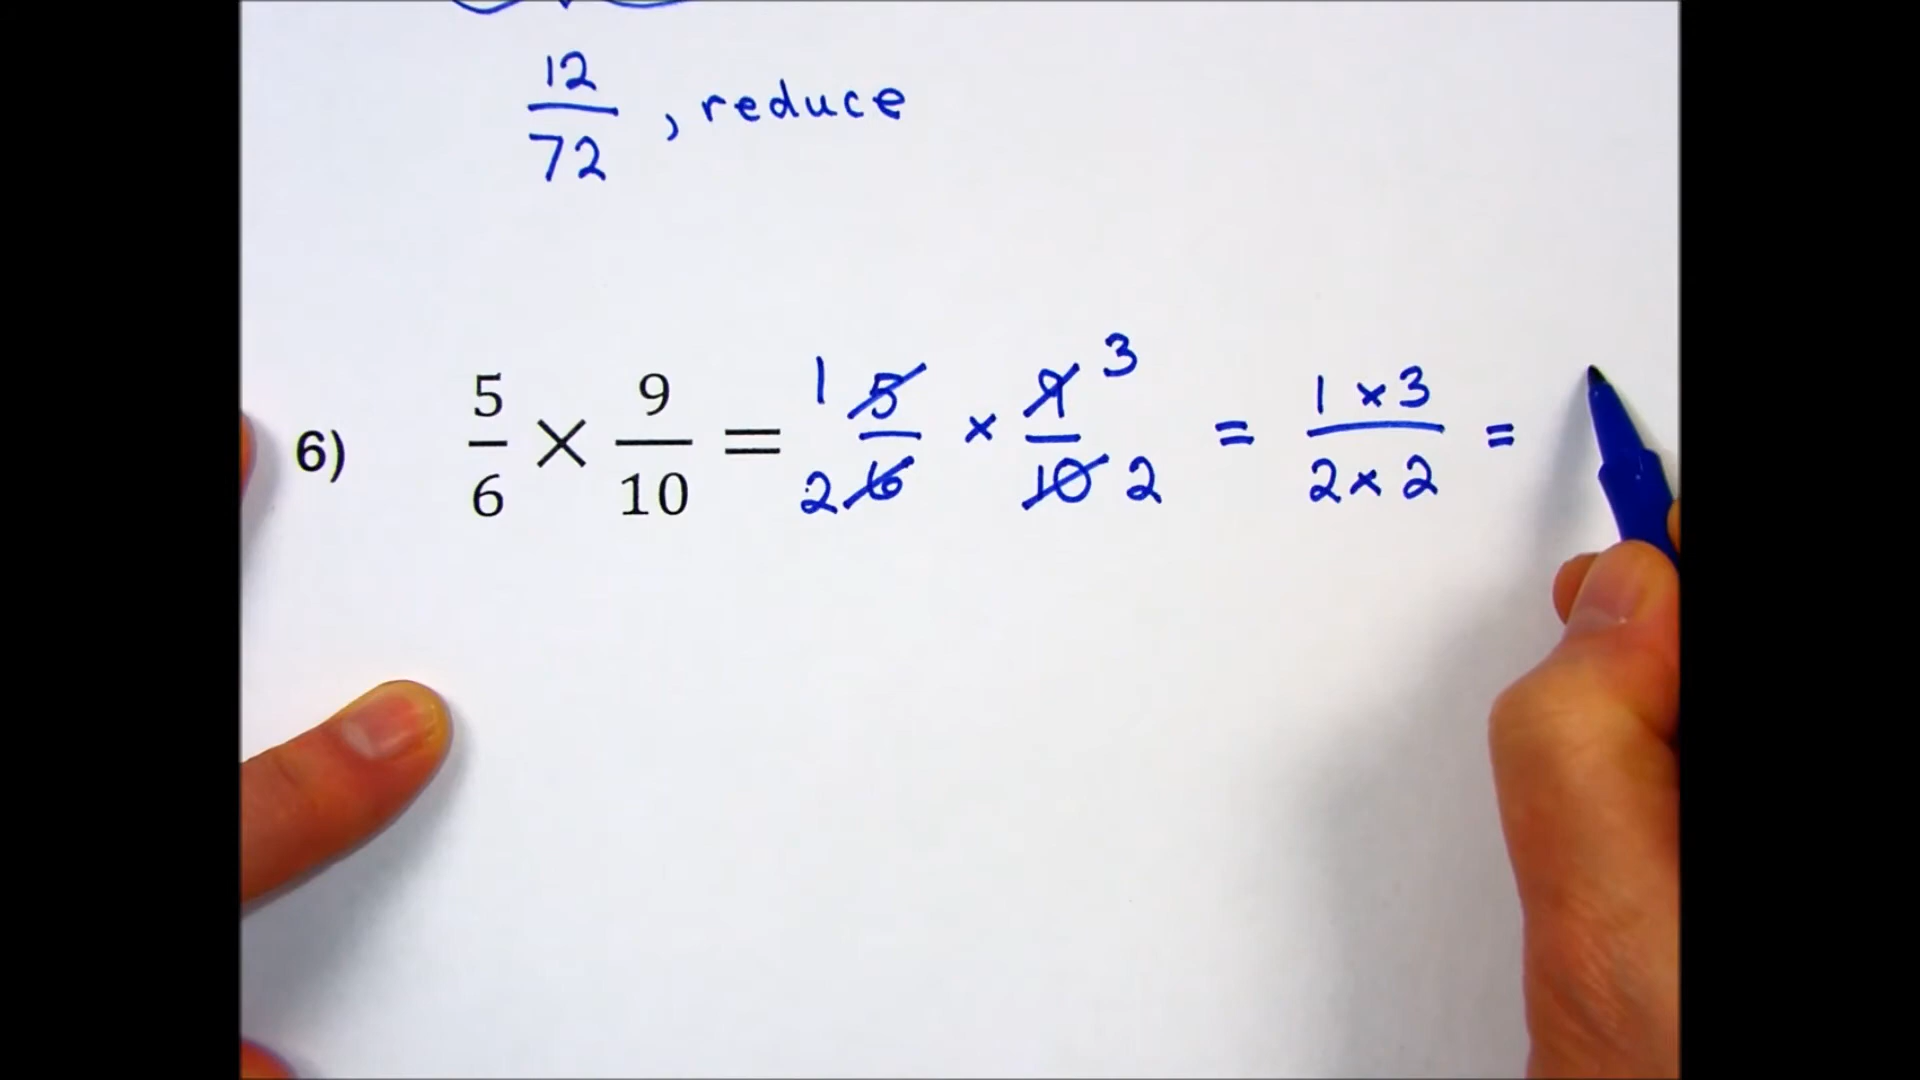 12/72, reduce
6) 5/6 × 9/10 = 1 5/2 6 × 9 3/10 2 = 1 × 3/2 × 2 =